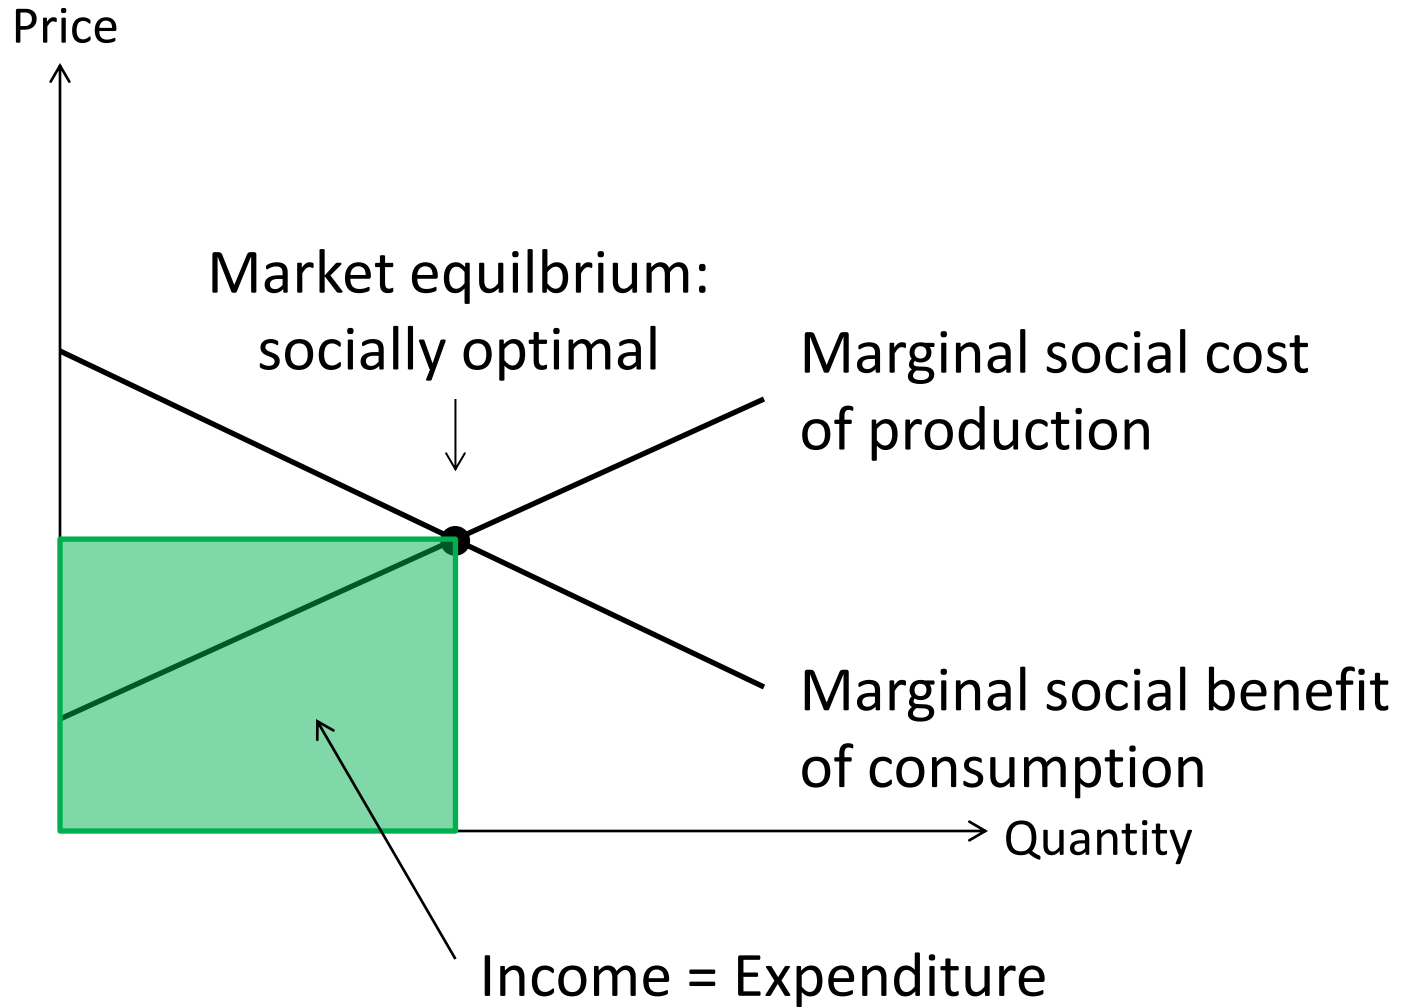 Price
Market equilbrium:
socially optimal
Marginal social cost
of production
Marginal social benefit
of consumption
Quantity
Income = Expenditure